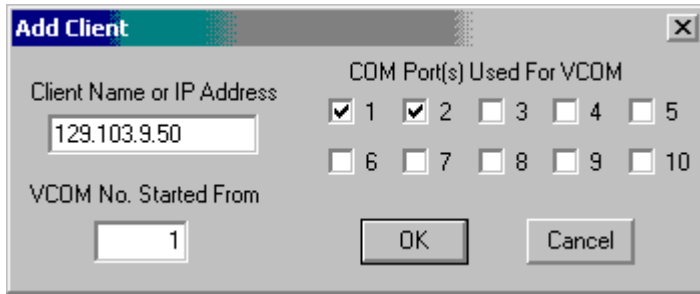 Add Client
Client Name or IP Address
129.103.9.50
VCOM No. Started From
1
COM Port(s) Used For VCOM
1 2 3 4 5
6 7 8 9 10
OK Cancel